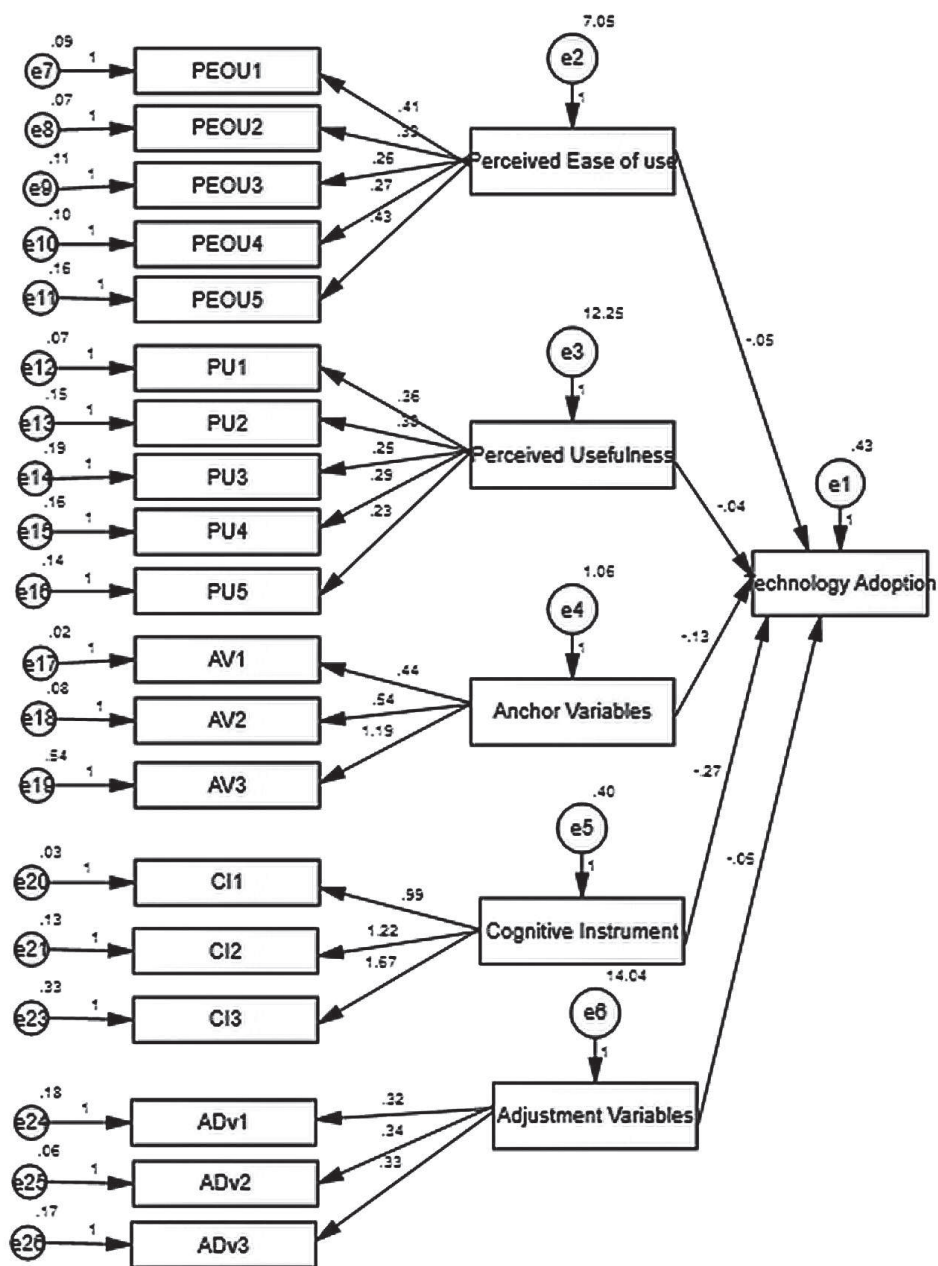 .09
e7
1
PEOU1
.07
e8
1
PEOU2
.11
e9
1
PEOU3
.10
e10
1
PEOU4
.16
e11
1
PEOU5
7.05
e2
1
.41
.26
.27
.43
Perceived Ease of use
-.05
.07
e12
1
PU1
.15
e13
1
PU2
.19
e14
1
PU3
.16
e15
1
PU4
.14
e16
1
PU5
12.25
e3
1
.36
.25
.29
.23
Perceived Usefulness
-.04
.43
e1
1
echnology Adoption
.02
e17
1
AV1
.08
e18
1
AV2
.54
e19
1
AV3
1.06
e4
1
.44
.54
1.19
Anchor Variables
-.13
.03
e20
1
CI1
.13
e21
1
CI2
.33
e23
1
CI3
.40
e5
1
.99
1.22
1.67
Cognitive Instrument
-.27
.18
e24
1
ADv1
.06
e25
1
ADv2
.17
e26
1
ADv3
14.04
e6
1
.32
.34
.33
Adjustment Variables